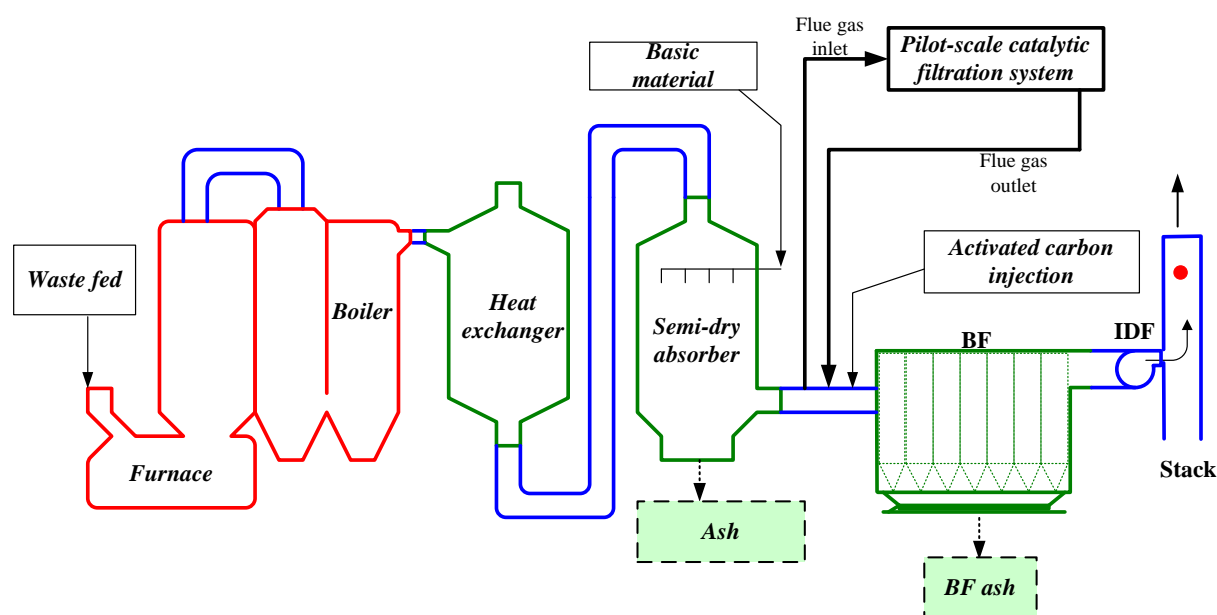 Flue gas
inlet
Pilot-scale catalytic
filtration system
Basic
material
Flue gas
outlet
Activated carbon
injection
Waste fed
Boiler
Heat
exchanger
Semi-dry
absorber
BF
IDF
Furnace
Stack
Ash
BF ash